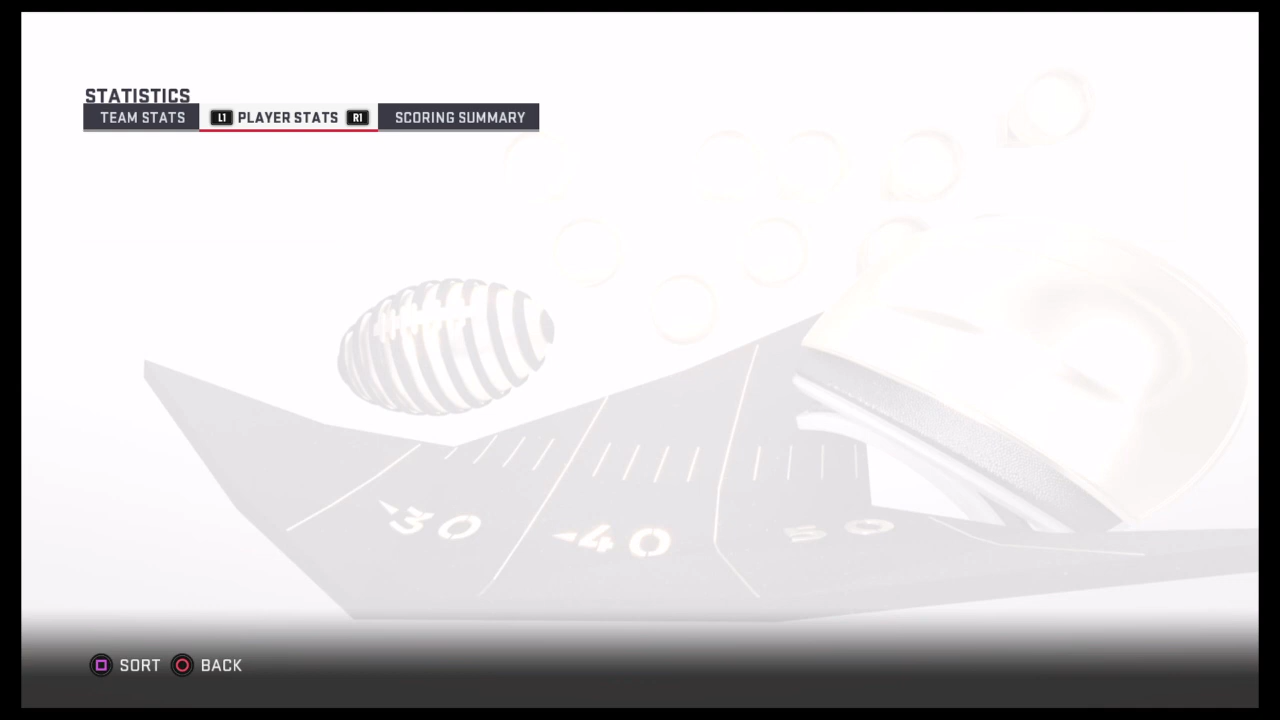 STATISTICS
TEAM STATS L1 PLAYER STATS R1 SCORING SUMMARY
30 40 50
SORT BACK